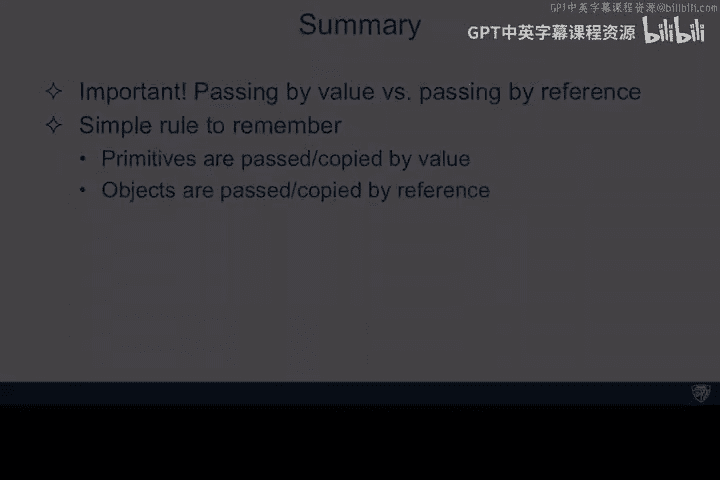 GPT中英字幕课程资源@bilibili.com
Summary
GPT中英字幕课程资源 bilibili
✧ Important! Passing by value vs. passing by reference
✧ Simple rule to remember
• Primitives are passed/copied by value
• Objects are passed/copied by reference